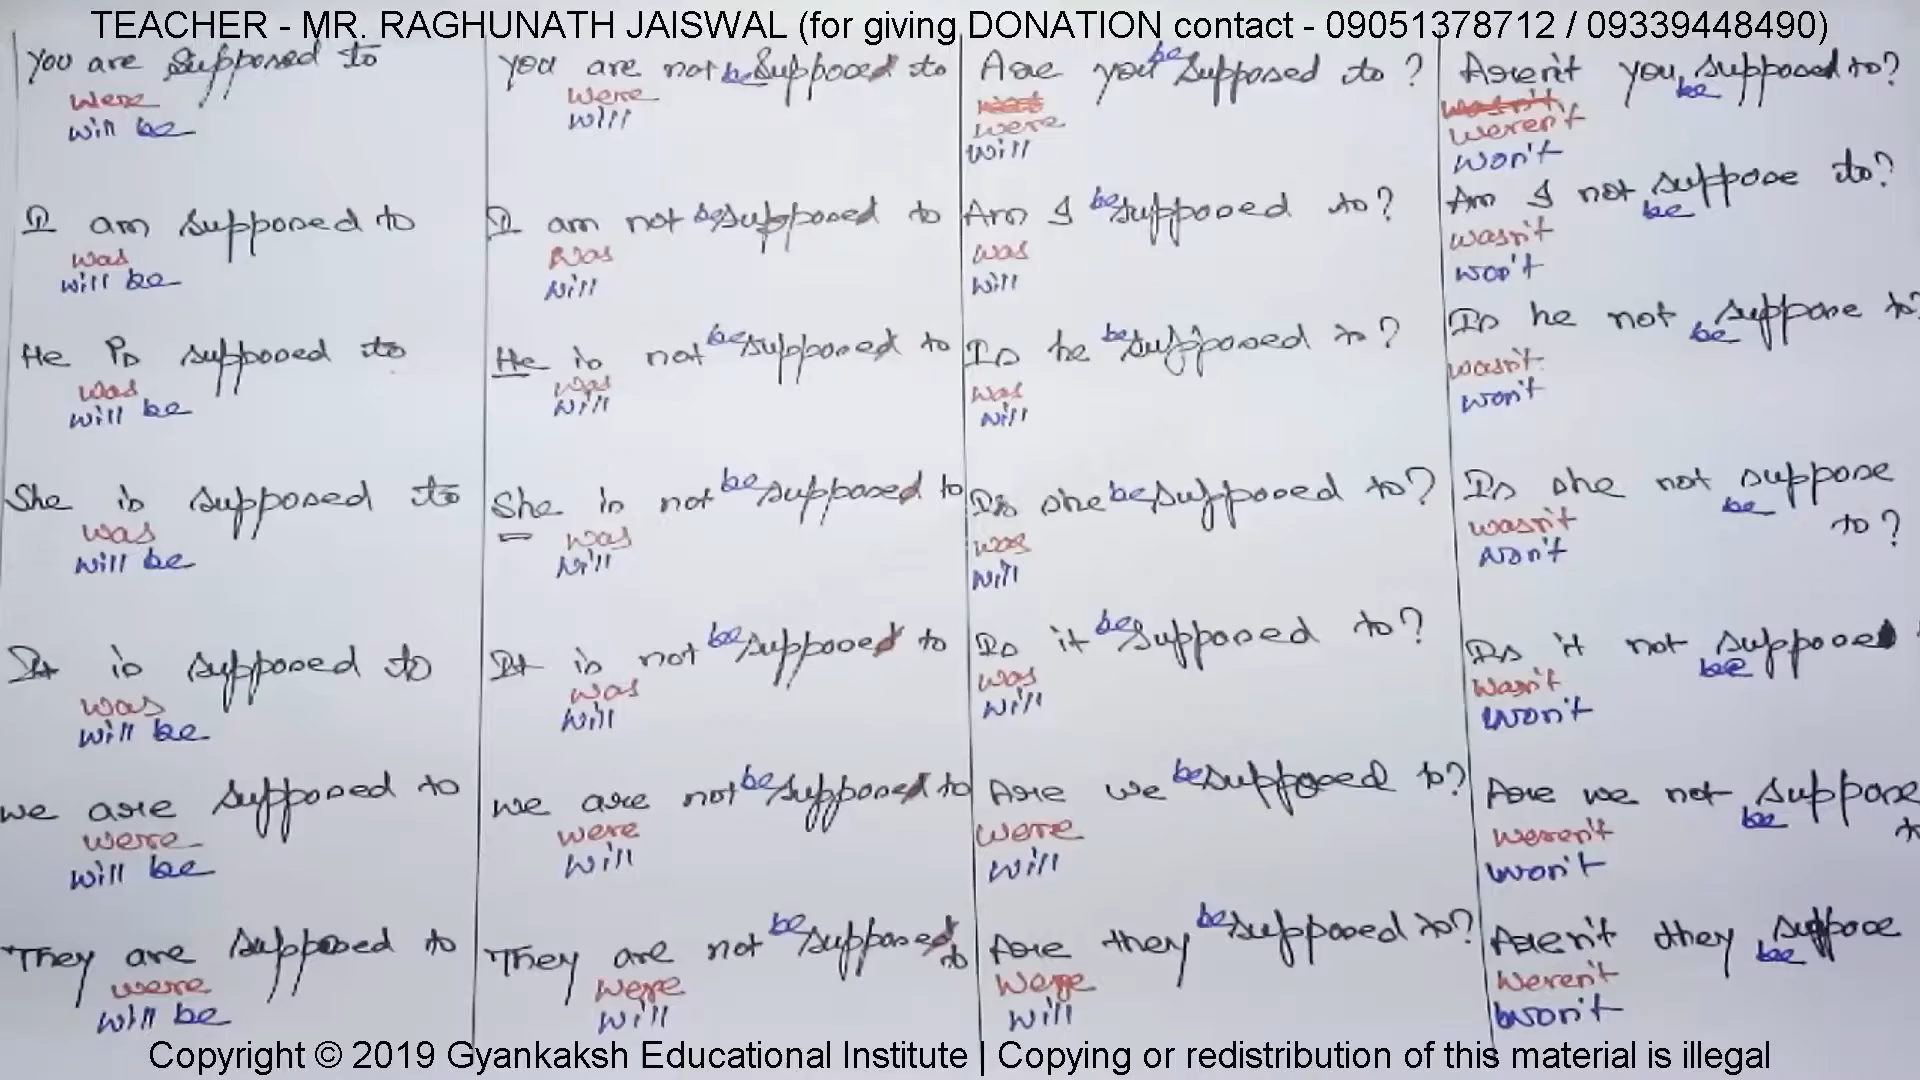 TEACHER - MR. RAGHUNATH JAISWAL (for giving DONATION contact - 09051378712 / 09339448490)
You are supposed to
were
will be
You are not be supposed to
were
will
Are you be supposed to ?
were
will
Aren't you be supposed to?
weren't
won't
I am supposed to
was
will be
I am not be supposed to
was
will
Am I be supposed to?
was
will
Am I not be suppose to?
wasn't
won't
He is supposed to
was
will be
He is not be supposed to
was
will
Is he be supposed to?
was
will
Is he not be suppose to?
wasn't
won't
She is supposed to
was
will be
She is not be supposed to
was
will
Is she be supposed to?
was
will
Is she not be suppose
to?
wasn't
won't
It is supposed to
was
will be
It is not be supposed to
was
will
Is it be supposed to?
was
will
Is it not be supposed
wasn't
won't
we are supposed to
were
will be
we are not be supposed to
were
will
Are we be supposed to?
were
will
Are we not be suppose
to
weren't
won't
They are supposed to
were
will be
They are not be supposed
to
were
will
Are they be supposed to?
were
will
Aren't they be suppose
weren't
won't
Copyright © 2019 Gyankaksh Educational Institute | Copying or redistribution of this material is illegal